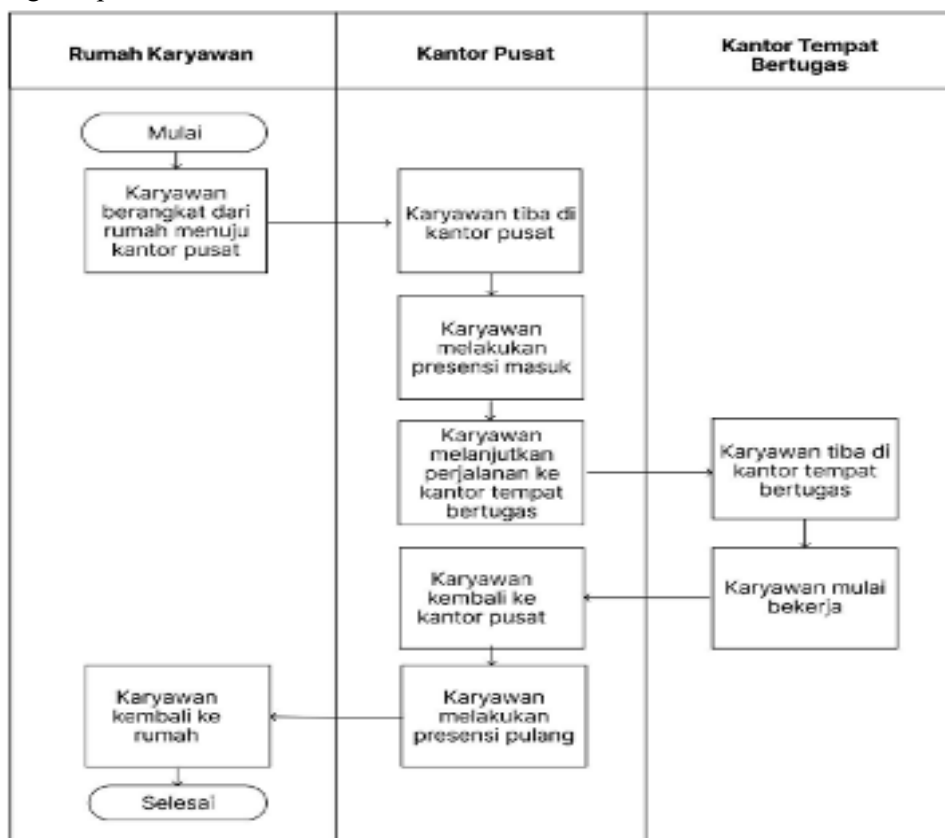 Rumah Karyawan
Kantor Pusat
Kantor Tempat
Bertugas
Mulai
Karyawan
berangkat dari
rumah menuju
kantor pusat
Karyawan tiba di
kantor pusat
Karyawan
melakukan
presensi masuk
Karyawan
melanjutkan
perjalanan ke
kantor tempat
bertugas
Karyawan tiba di
kantor tempat
bertugas
Karyawan mulai
bekerja
Karyawan
kembali ke
kantor pusat
Karyawan
melakukan
presensi pulang
Karyawan
kembali ke
rumah
Selesai